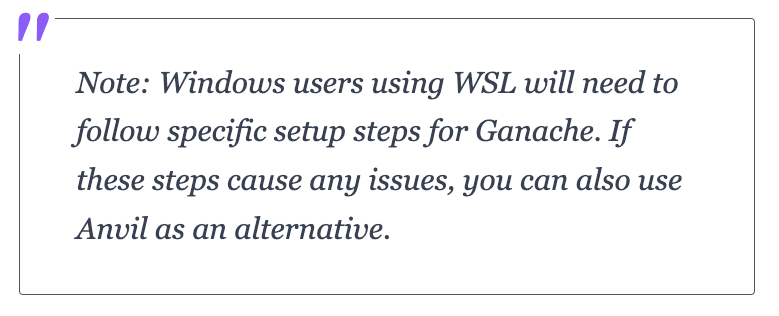 Note: Windows users using WSL will need to
follow specific setup steps for Ganache. If
these steps cause any issues, you can also use
Anvil as an alternative.